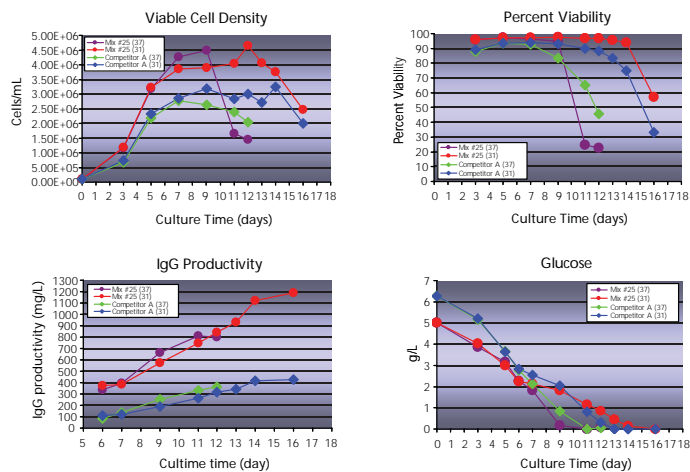 Viable Cell Density
Cells/mL
5.00E+06
4.50E+06
4.00E+06
3.50E+06
3.00E+06
2.50E+06
2.00E+06
1.50E+06
1.00E+06
5.00E+05
0.00E+00
Mix #25 (37)
Mix #25 (31)
Competitor A (37)
Competitor A (31)
0 1 2 3 4 5 6 7 8 9 10 11 12 13 14 15 16 17 18
Culture Time (days)
Percent Viability
Percent Viability
100
90
80
70
60
50
40
30
20
10
0
Mix #25 (37)
Mix #25 (31)
Competitor A (37)
Competitor A (31)
0 1 2 3 4 5 6 7 8 9 10 11 12 13 14 15 16 17 18
Culture Time (days)
IgG Productivity
IgG productivity (mg/L)
1300
1200
1100
1000
900
800
700
600
500
400
300
200
100
0
Mix #25 (37)
Mix #25 (31)
Competitor A (37)
Competitor A (31)
5 6 7 8 9 10 11 12 13 14 15 16 17 18
Cultime time (day)
Glucose
g/L
7
6
5
4
3
2
1
0
Mix #25 (37)
Mix #25 (31)
Competitor A (37)
Competitor A (31)
0 1 2 3 4 5 6 7 8 9 10 11 12 13 14 15 16 17 18
Culture Time (days)